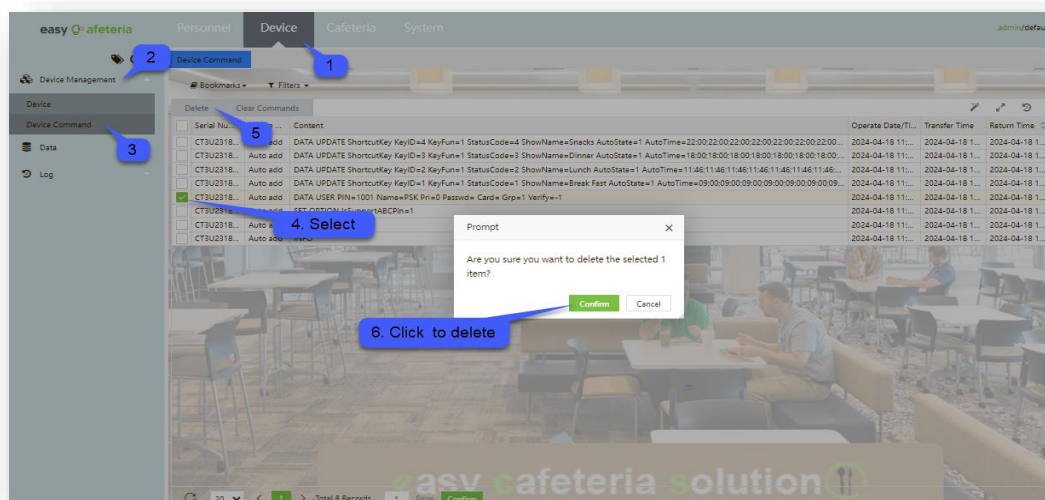 easy Cafeteria
Personnel
Device
Cafeteria
System
admin/defau
2
Device Management
Device Command
1
Bookmarks
Filters
Device
Delete
Clear Commands
Device Command
5
3
Data
Log
Serial Nu...
Content
Operate Date/Ti...
Transfer Time
Return Time
CT3U2318... Auto add DATA UPDATE ShortcutKey KeyID=4 KeyFun=1 StatusCode=4 ShowName=Snacks AutoState=1 AutoTime=22:00;22:00;22:00;22:00;22:00;22:00;22:00... 2024-04-18 11:... 2024-04-18 1... 2024-04-18 1...
CT3U2318... Auto add DATA UPDATE ShortcutKey KeyID=3 KeyFun=1 StatusCode=3 ShowName=Dinner AutoState=1 AutoTime=18:00;18:00;18:00;18:00;18:00;18:00;18:00;... 2024-04-18 11:... 2024-04-18 1... 2024-04-18 1...
CT3U2318... Auto add DATA UPDATE ShortcutKey KeyID=2 KeyFun=1 StatusCode=2 ShowName=Lunch AutoState=1 AutoTime=11:46;11:46;11:46;11:46;11:46;11:46;11:46;... 2024-04-18 11:... 2024-04-18 1... 2024-04-18 1...
CT3U2318... Auto add DATA UPDATE ShortcutKey KeyID=1 KeyFun=1 StatusCode=1 ShowName=Break Fast AutoState=1 AutoTime=09:00;09:00;09:00;09:00;09:00;09:00;09... 2024-04-18 11:... 2024-04-18 1... 2024-04-18 1...
CT3U2318... Auto add DATA USER PIN=1001 Name=PSK Pri=0 Passwd= Card= Grp=1 Verify=-1 2024-04-18 11:... 2024-04-18 1... 2024-04-18 1...
CT3U2318... SET OPTION IsSupportABCPin=1 2024-04-18 11:... 2024-04-18 1... 2024-04-18 1...
CT3U2318... Auto add INFO 2024-04-18 11:... 2024-04-18 1... 2024-04-18 1...
4. Select
Prompt
Are you sure you want to delete the selected 1
item?
Confirm
Cancel
6. Click to delete
easy cafeteria solution
20
1
Total 8 Records
1
Page
Confirm